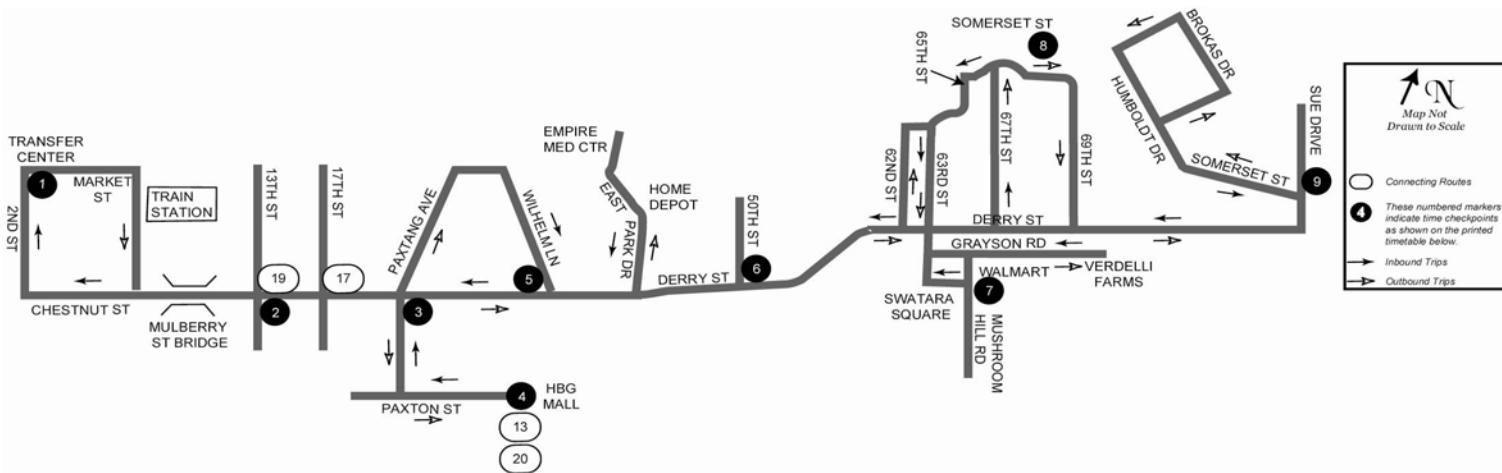 SOMERSET ST
8
BROKAS DR
65TH ST
HUMBOLDT DR
SUE DRIVE
N
Map Not
Drawn to Scale
TRANSFER
CENTER
1
MARKET
ST
TRAIN
STATION
2ND ST
13TH ST
17TH ST
PAXTANG AVE
WILHELM LN
EMPIRE
MED CTR
EAST
PARK DR
HOME
DEPOT
50TH ST
62ND ST
63RD ST
67TH ST
69TH ST
SOMERSET ST
9
Connecting Routes
4
These numbered markers
indicate time checkpoints
as shown on the printed
timetable below.
Inbound Trips
Outbound Trips
DERRY ST
GRAYSON RD
WALMART
VERDELLI
FARMS
19
17
5
DERRY ST
6
CHESTNUT ST
MULBERRY
ST BRIDGE
2
3
SWATARA
SQUARE
7
MUSHROOM
HILL RD
4
HBG
MALL
PAXTON ST
13
20